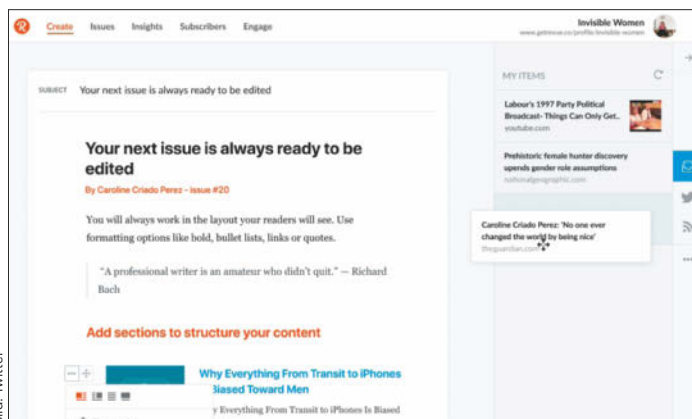 Create Issues Insights Subscribers Engage
Invisible Women
www.getrevue.co/profile/invisible-women
SUBJECT Your next issue is always ready to be edited
Your next issue is always ready to be
edited
By Caroline Criado Perez - issue #20
You will always work in the layout your readers will see. Use
formatting options like bold, bullet lists, links or quotes.
"A professional writer is an amateur who didn't quit." — Richard
Bach
Add sections to structure your content
Why Everything From Transit to iPhones
Biased Toward Men
y Everything From Transit to iPhones Is Biased
MY ITEMS
Labour's 1997 Party Political
Broadcast- Things Can Only Get..
youtube.com
Prehistoric female hunter discovery
upends gender role assumptions
nationalgeographic.com
Caroline Criado Perez: 'No one ever
changed the world by being nice'
theguardian.com
Twitter